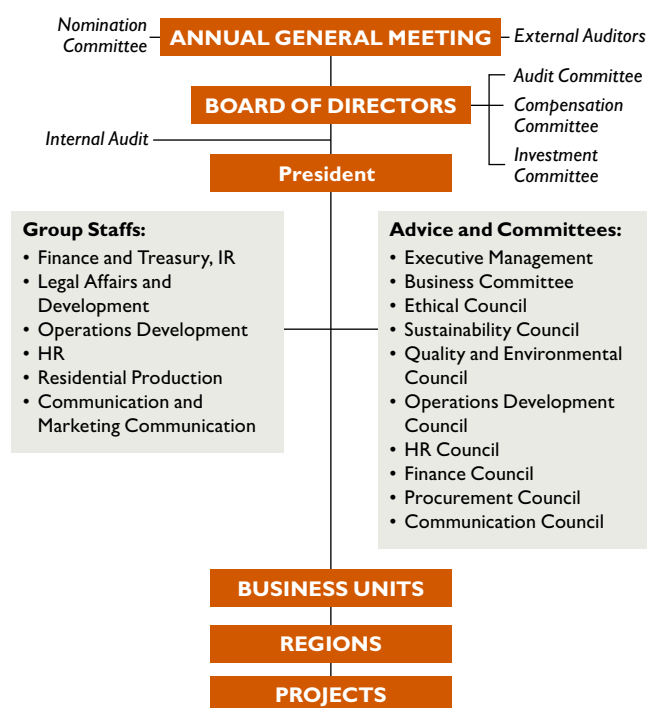 Nomination
Committee
ANNUAL GENERAL MEETING
External Auditors
BOARD OF DIRECTORS
Audit Committee
Compensation
Committee
Investment
Committee
Internal Audit
President
Group Staffs:
• Finance and Treasury, IR
• Legal Affairs and
Development
• Operations Development
• HR
• Residential Production
• Communication and
Marketing Communication
Advice and Committees:
• Executive Management
• Business Committee
• Ethical Council
• Sustainability Council
• Quality and Environmental
Council
• Operations Development
Council
• HR Council
• Finance Council
• Procurement Council
• Communication Council
BUSINESS UNITS
REGIONS
PROJECTS